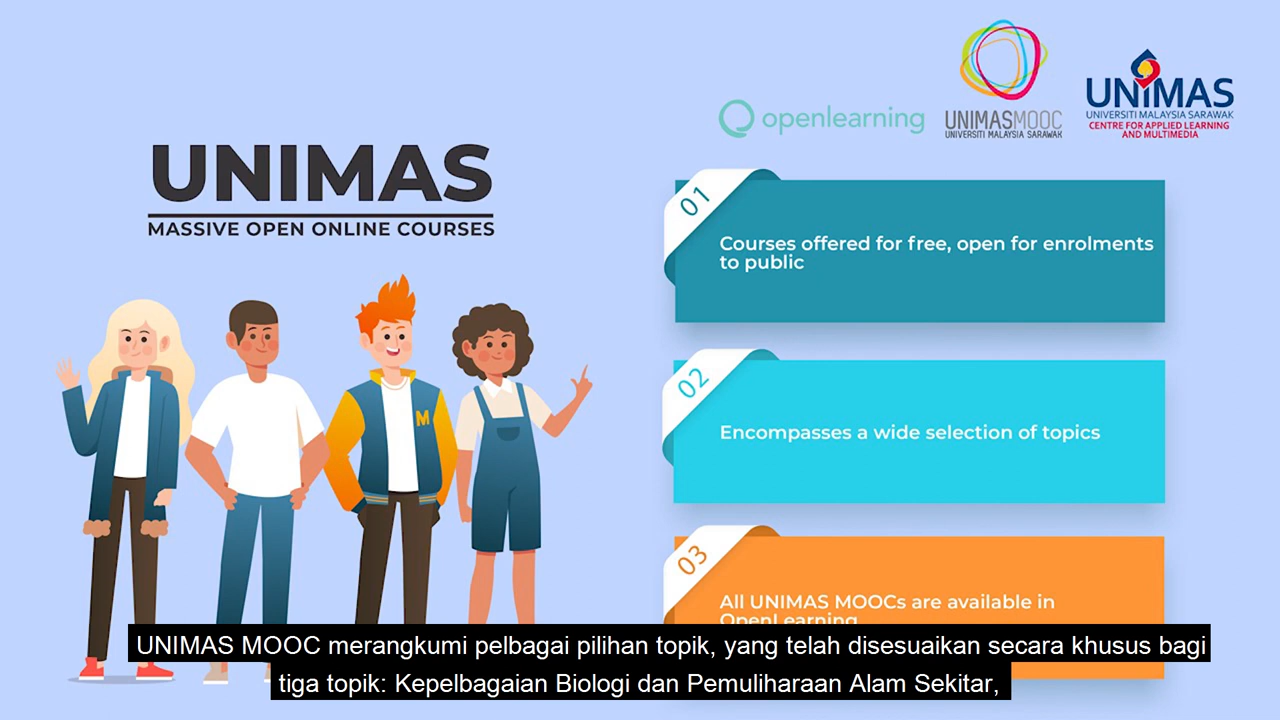 openlearning
UNIMASMOOC
UNIVERSITI MALAYSIA SARAWAK
UNIMAS
UNIVERSITI MALAYSIA SARAWAK
CENTRE FOR APPLIED LEARNING
AND MULTIMEDIA
UNIMAS
MASSIVE OPEN ONLINE COURSES
M
01
Courses offered for free, open for enrolments
to public
02
Encompasses a wide selection of topics
03
All UNIMAS MOOCs are available in
OpenLearning
UNIMAS MOOC merangkumi pelbagai pilihan topik, yang telah disesuaikan secara khusus bagi
tiga topik: Kepelbagaian Biologi dan Pemuliharaan Alam Sekitar,